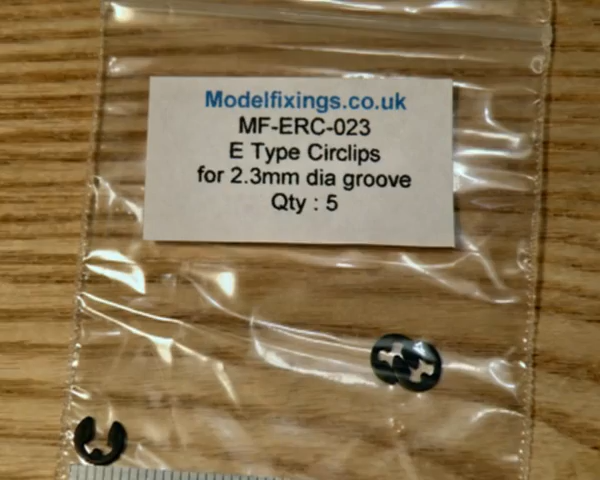 Modelfixings.co.uk
MF-ERC-023
E Type Circlips
for 2.3mm dia groove
Qty : 5